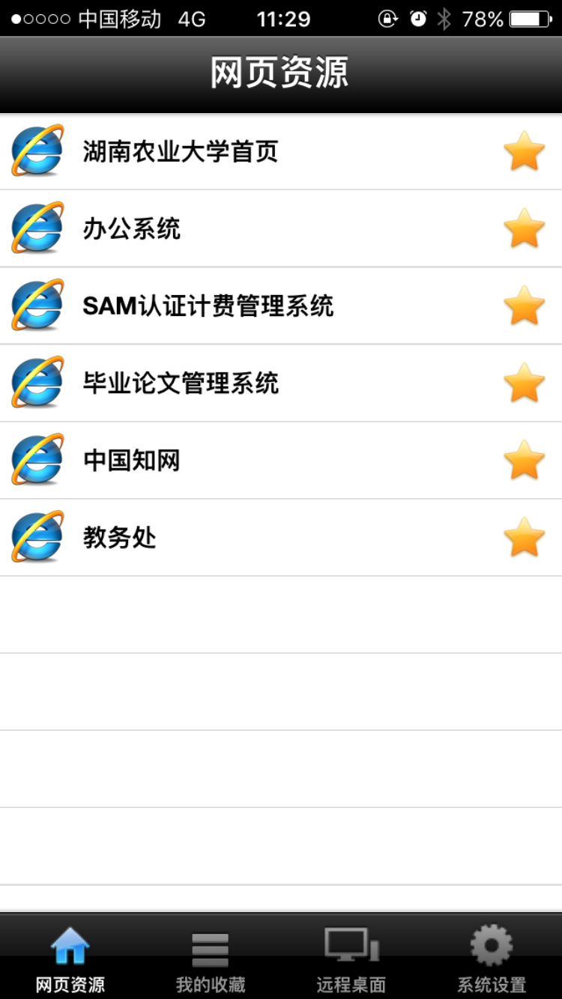 中国移动 4G 11:29 78%
网页资源
湖南农业大学首页
办公系统
SAM认证计费管理系统
毕业论文管理系统
中国知网
教务处
网页资源 我的收藏 远程桌面 系统设置